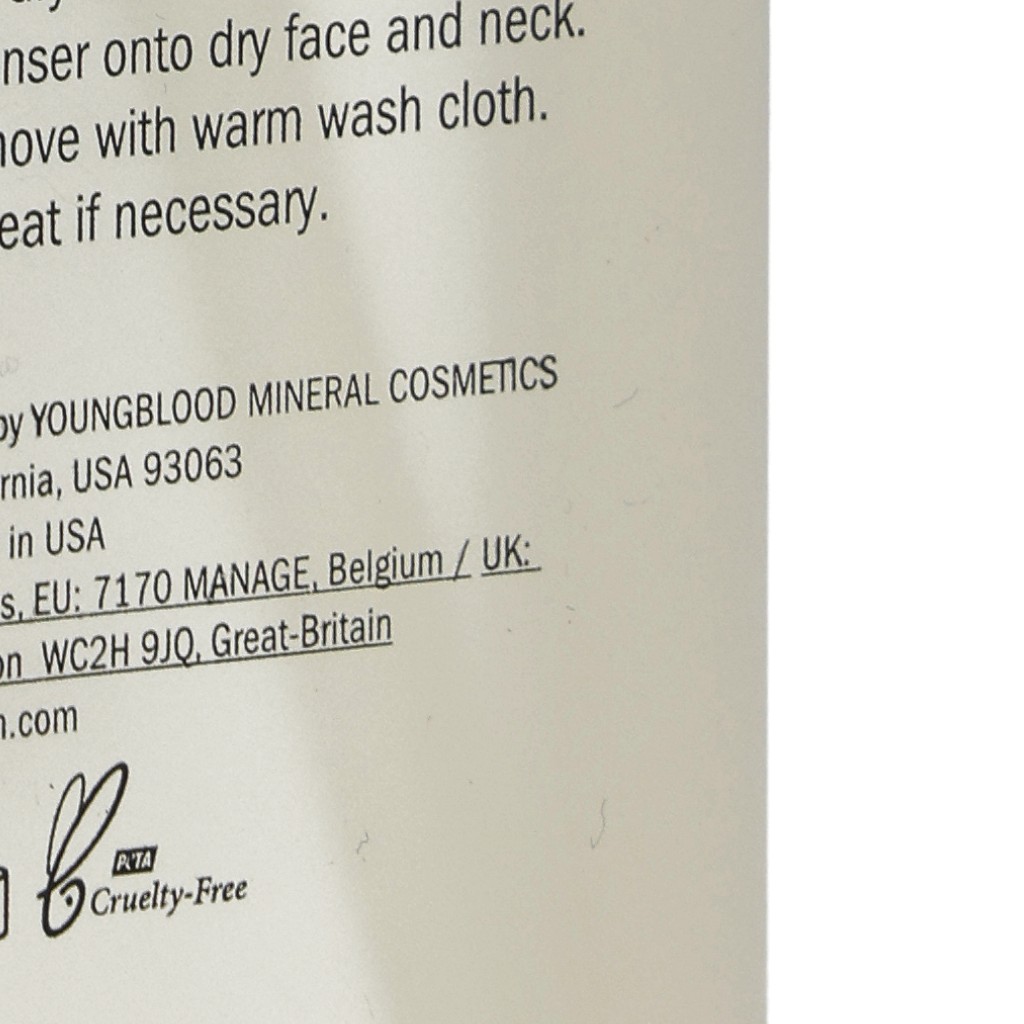 nser onto dry face and neck.
nove with warm wash cloth.
eat if necessary.
by YOUNGBLOOD MINERAL COSMETICS
rnia, USA 93063
in USA
s, EU: 7170 MANAGE, Belgium / UK:
on WC2H 9JQ, Great-Britain
.com
PETA
Cruelty-Free